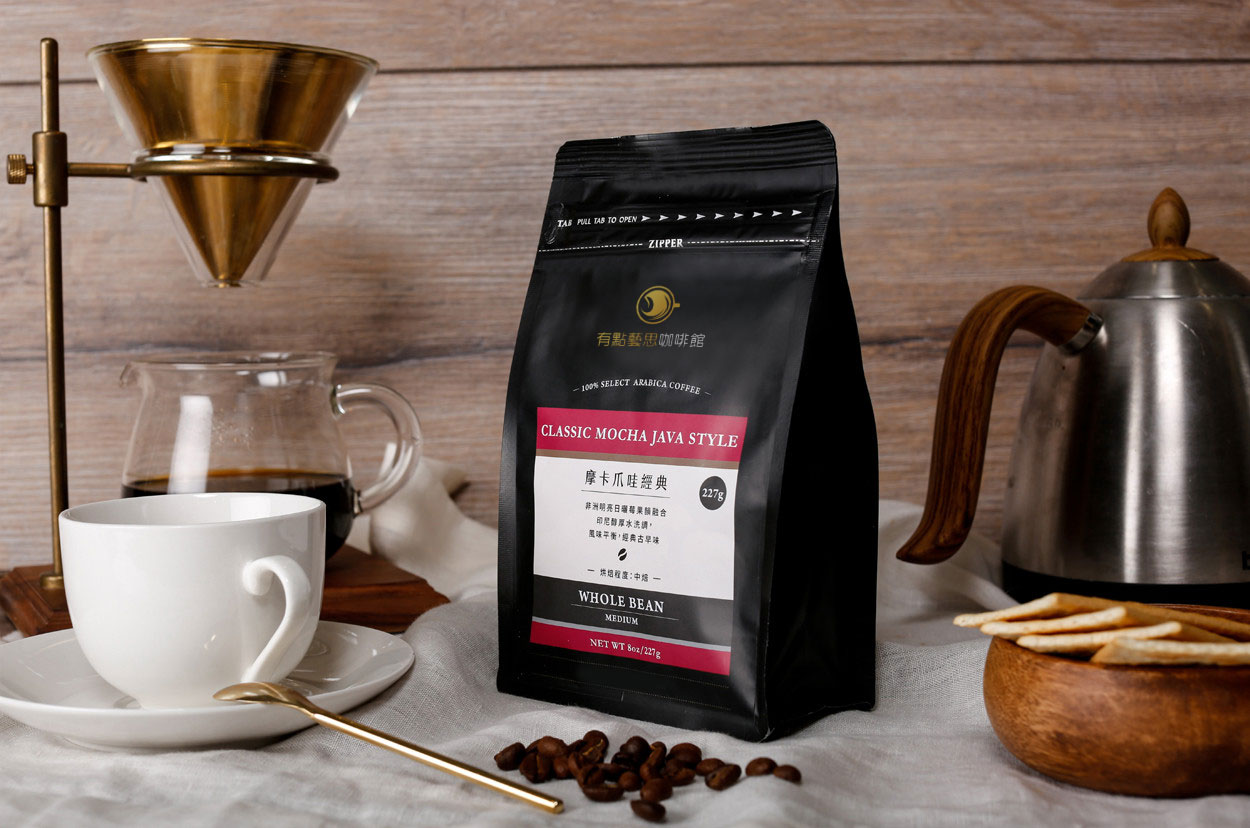 TAB PULL TAB TO OPEN
ZIPPER
有點藝思咖啡館
100% SELECT ARABICA COFFEE
CLASSIC MOCHA JAVA STYLE
摩卡爪哇經典
227g
非洲明亮日曬莓果韻融合
印尼醇厚水洗調，
風味平衡，經典古早味
烘焙程度：中焙
WHOLE BEAN
MEDIUM
NET WT 8oz/227g